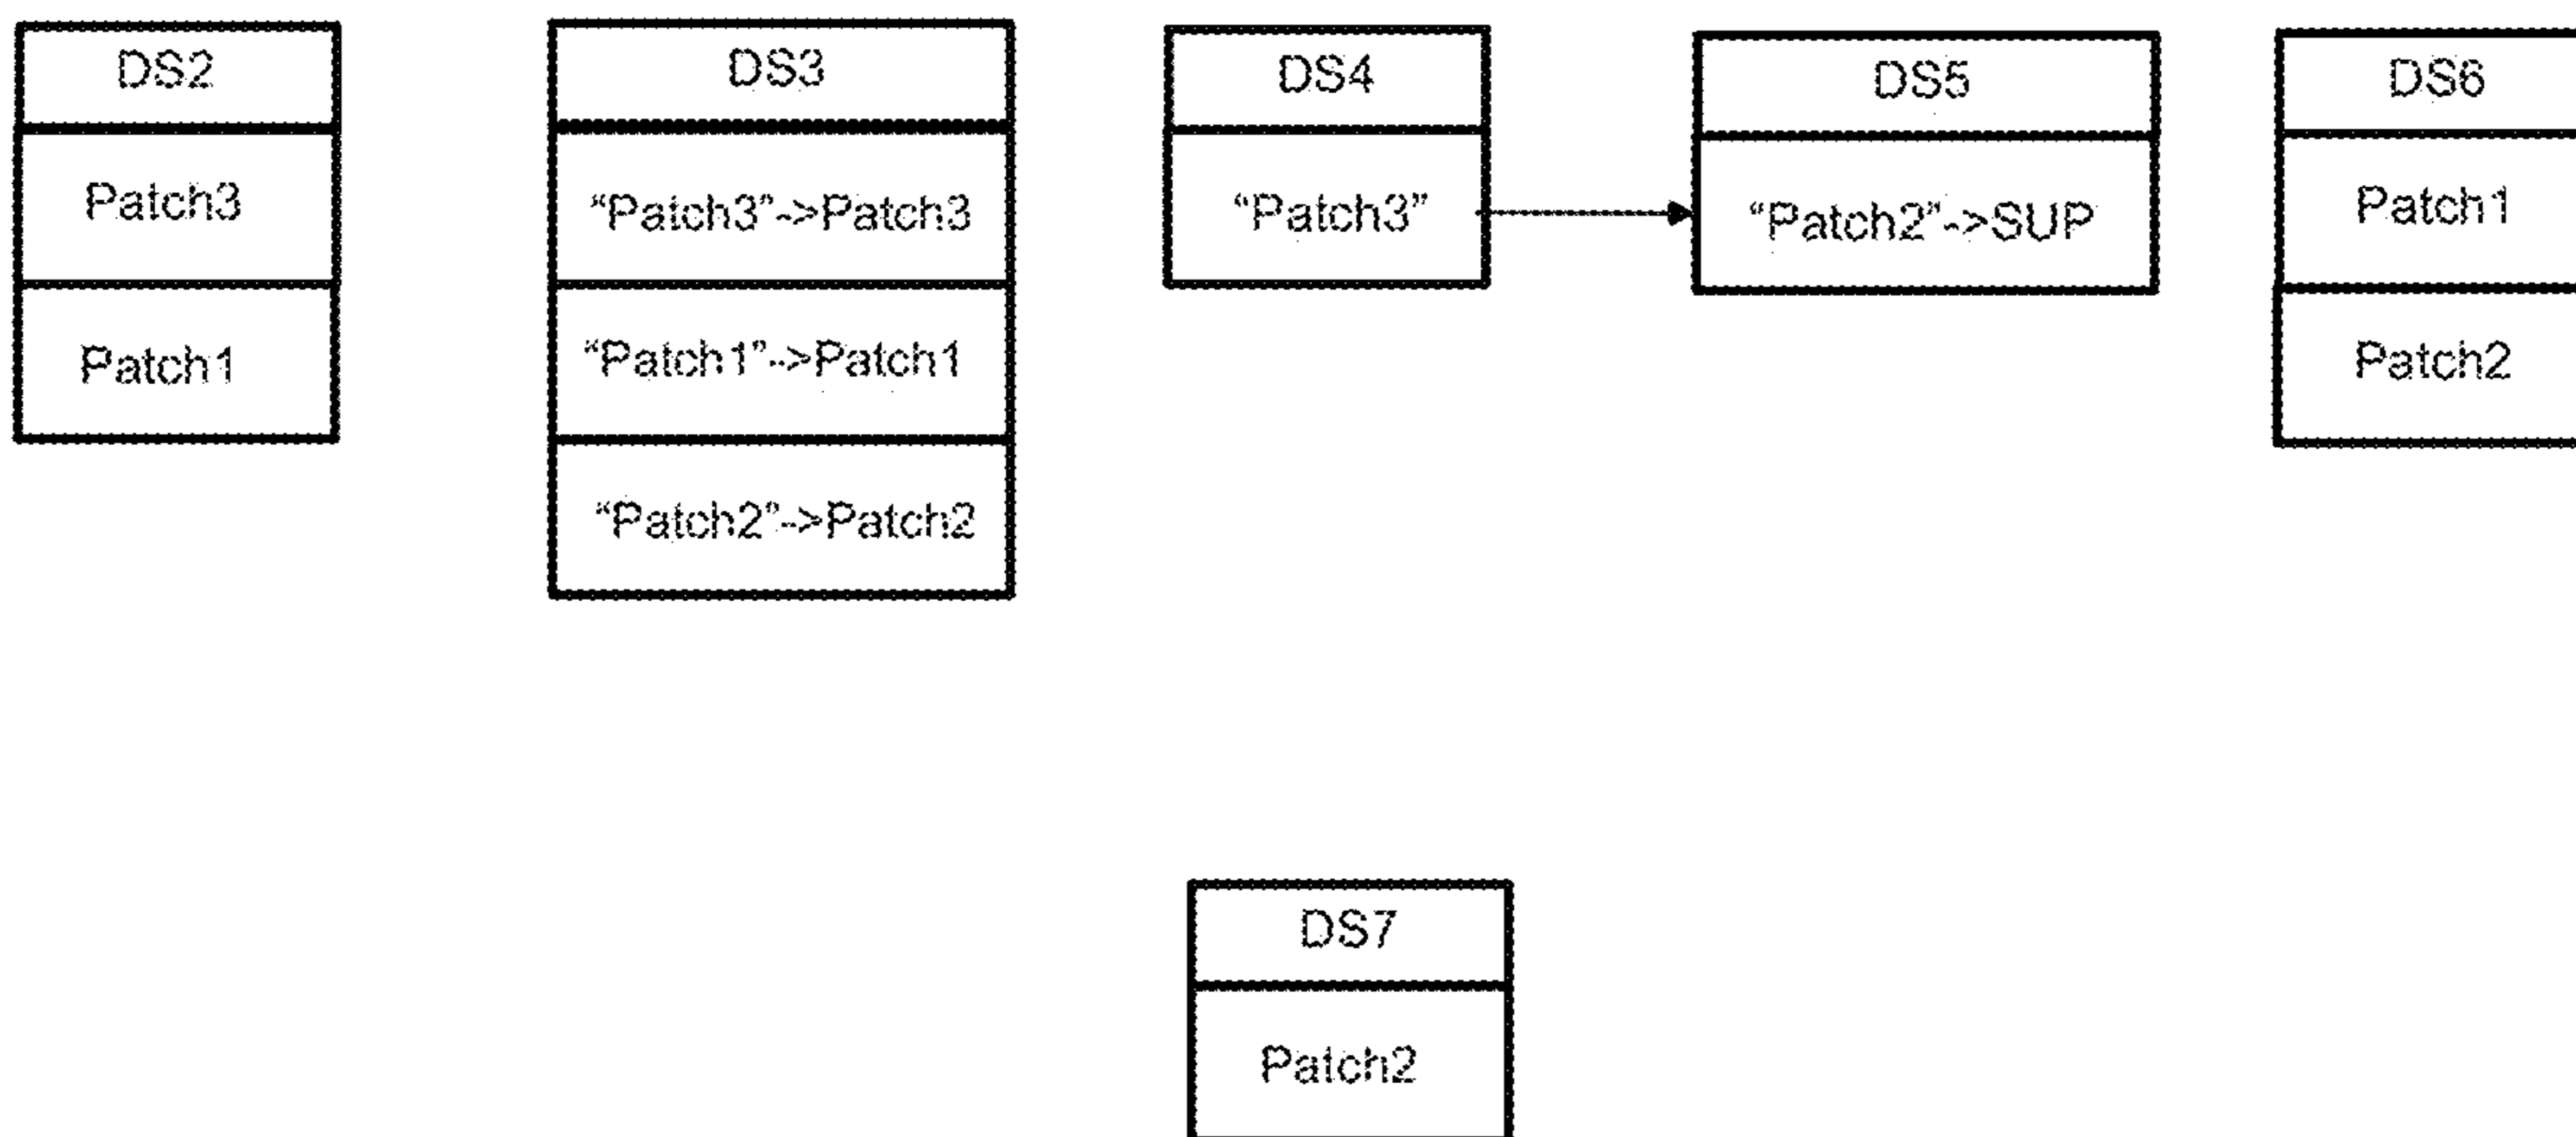 DS2
Patch3
Patch1
DS3
“Patch3”->Patch3
“Patch1”->Patch1
“Patch2”->Patch2
DS4
“Patch3”
DS5
“Patch2”->SUP
DS6
Patch1
Patch2
DS7
Patch2